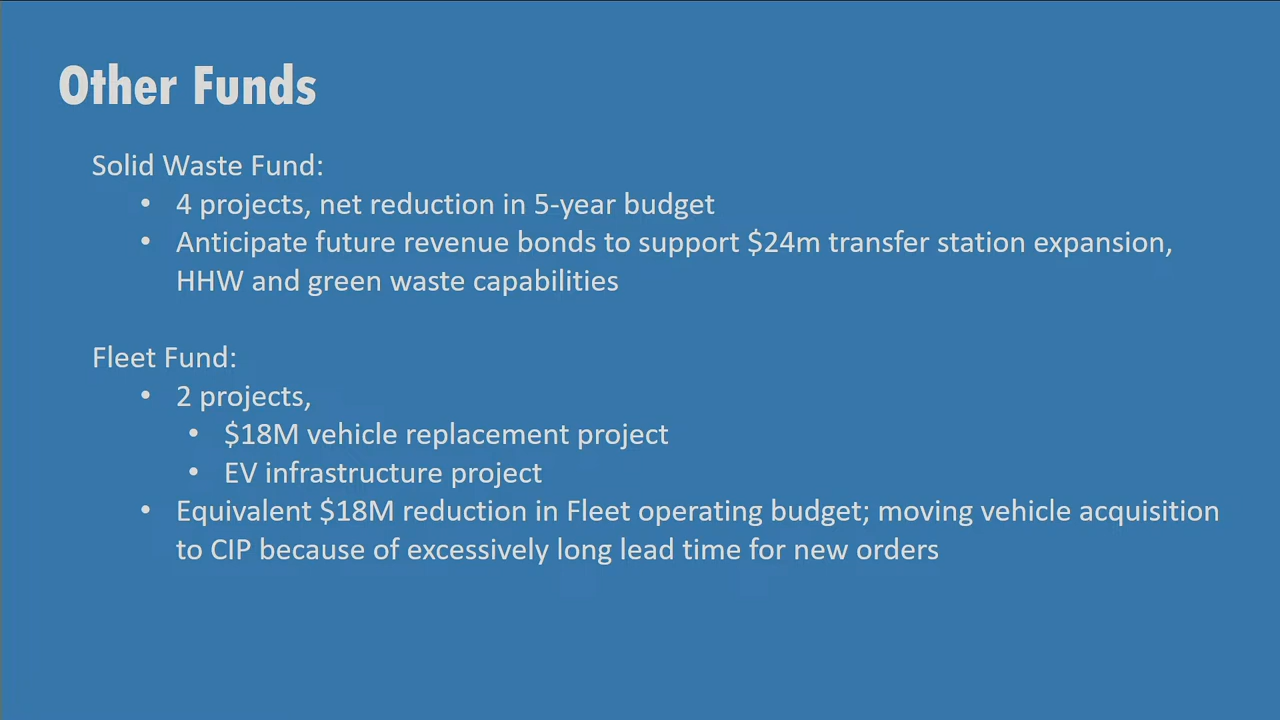 Other Funds
Solid Waste Fund:
• 4 projects, net reduction in 5-year budget
• Anticipate future revenue bonds to support $24m transfer station expansion,
HHW and green waste capabilities
Fleet Fund:
• 2 projects,
• $18M vehicle replacement project
• EV infrastructure project
• Equivalent $18M reduction in Fleet operating budget; moving vehicle acquisition
to CIP because of excessively long lead time for new orders